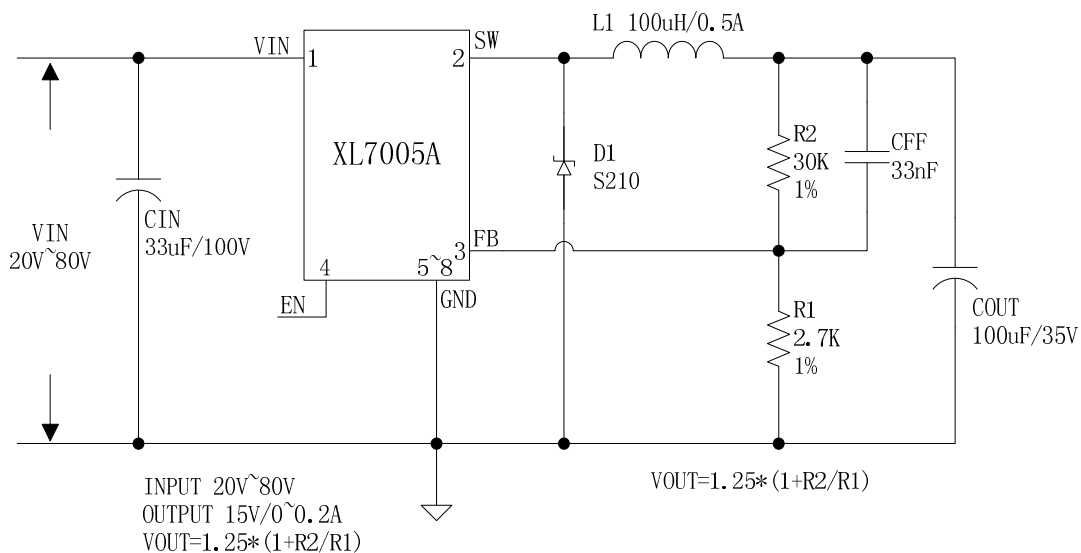 L1 100uH/0.5A
VIN
SW
1
2
XL7005A
R2
30K
1%
CFF
33nF
D1
S210
CIN
33uF/100V
VIN
20V~80V
3
FB
4
5~8
EN
GND
R1
2.7K
1%
COUT
100uF/35V
INPUT 20V~80V
OUTPUT 15V/0~0.2A
VOUT=1.25*(1+R2/R1)
VOUT=1.25*(1+R2/R1)